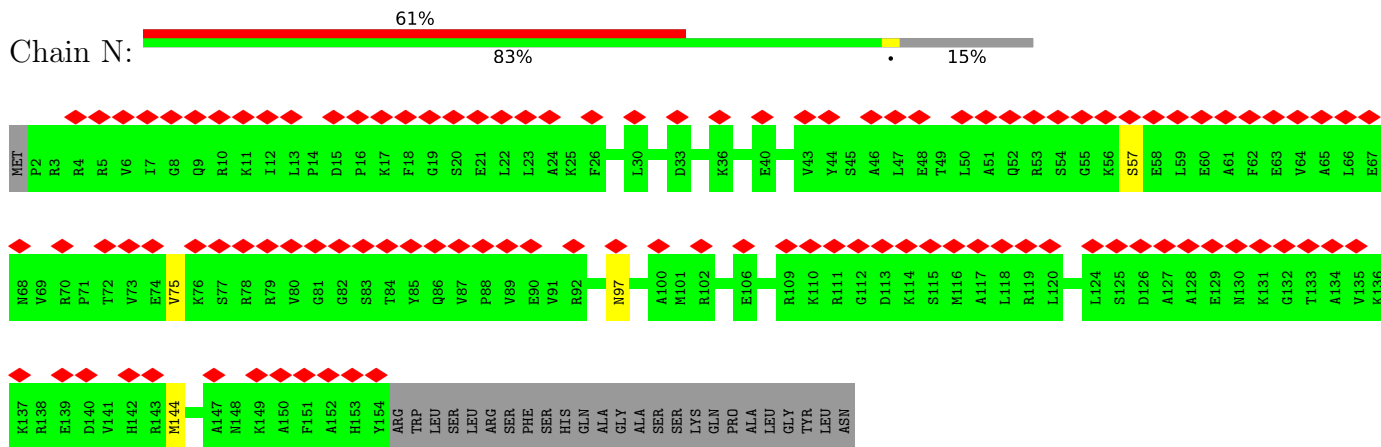 61%
Chain N:
83%
•
15%
MET P2 R3 R4 R5 V6 I7 G8 Q9 R10 K11 I12 L13 P14 D15 P16 K17 F18 G19 S20 E21 L22 L23 A24 K25 F26 L30 D33 K36 E40 V43 Y44 S45 A46 L47 E48 T49 L50 A51 Q52 R53 S54 G55 K56 S57 E58 L59 E60 A61 F62 E63 V64 A65 L66 E67
N68 V69 R70 P71 T72 V73 E74 V75 K76 S77 R78 R79 V80 G81 G82 S83 T84 Y85 Q86 V87 P88 V89 E90 V91 R92 N97 A100 M101 R102 E106 R109 K110 R111 G112 D113 K114 S115 M116 A117 L118 R119 L120 L124 S125 D126 A127 A128 E129 N130 K131 G132 T133 A134 V135 K136
K137 R138 E139 D140 V141 H142 R143 M144 A147 N148 K149 A150 F151 A152 H153 Y154 ARG TRP LEU SER LEU ARG SER PHE SER HIS GLN ALA GLY ALA SER SER LYS GLN PRO ALA LEU GLY TYR LEU ASN